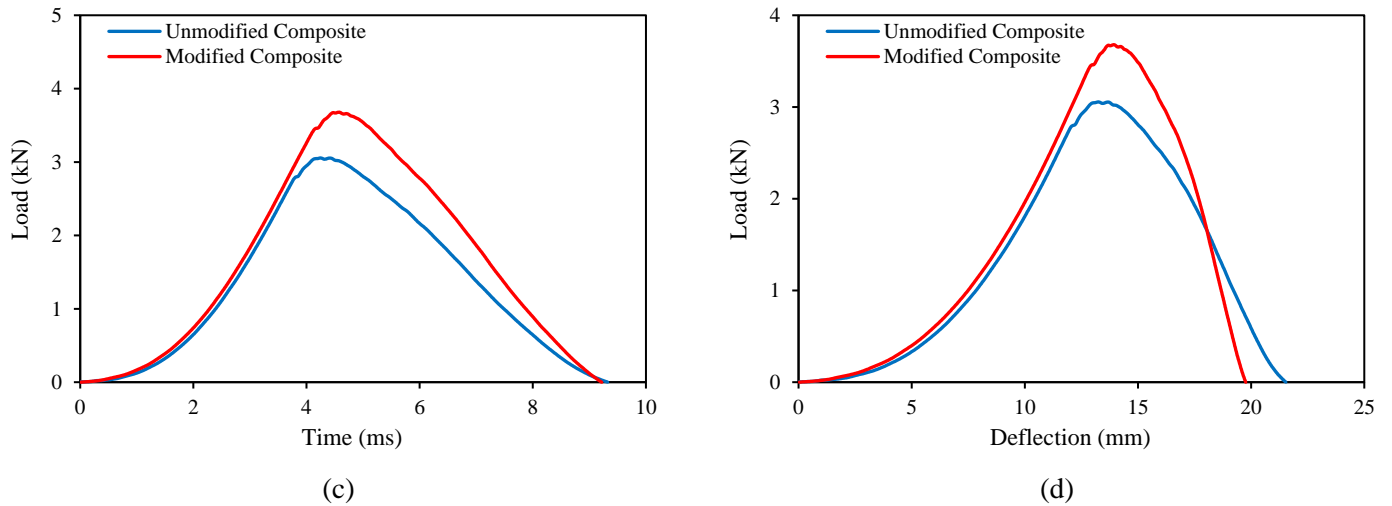 5
4
3
2
1
0
Load (kN)
Unmodified Composite
Modified Composite
0 2 4 6 8 10
Time (ms)
(c)
4
3
2
1
0
Load (kN)
Unmodified Composite
Modified Composite
0 5 10 15 20 25
Deflection (mm)
(d)